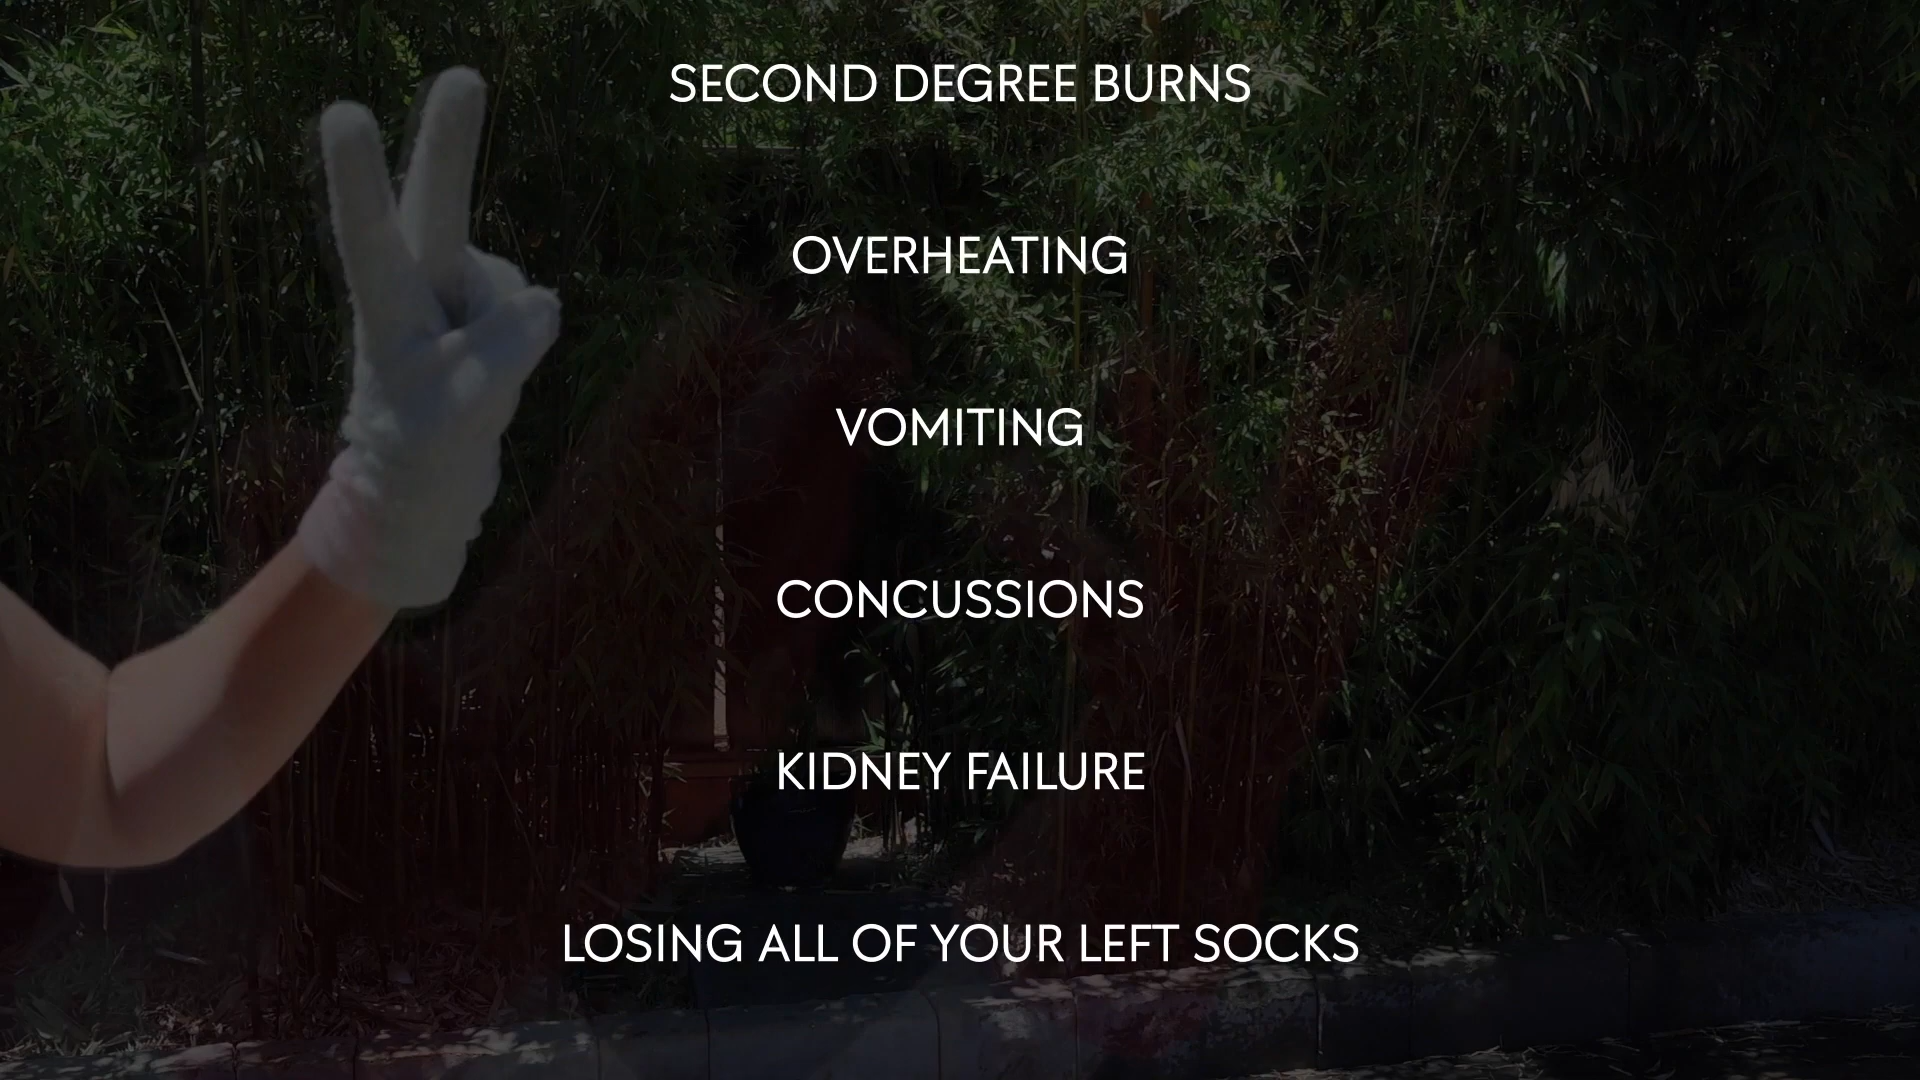 SECOND DEGREE BURNS
OVERHEATING
VOMITING
CONCUSSIONS
KIDNEY FAILURE
LOSING ALL OF YOUR LEFT SOCKS